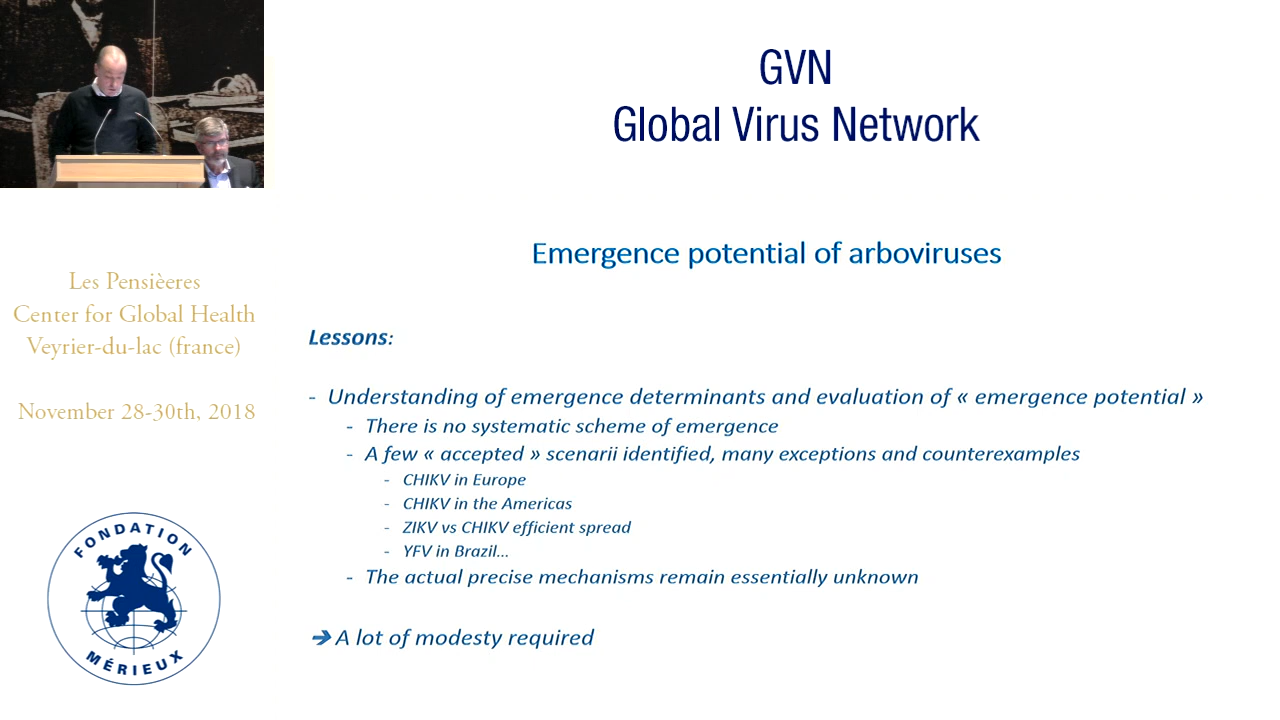 GVN
Global Virus Network
Emergence potential of arboviruses
Les Pensièeres
Center for Global Health
Veyrier-du-lac (france)
November 28-30th, 2018
Lessons:
- Understanding of emergence determinants and evaluation of « emergence potential »
- There is no systematic scheme of emergence
- A few « accepted » scenarii identified, many exceptions and counterexamples
- CHIKV in Europe
- CHIKV in the Americas
- ZIKV vs CHIKV efficient spread
- YFV in Brazil...
- The actual precise mechanisms remain essentially unknown
➔ A lot of modesty required
FONDATION
MÉRIEUX